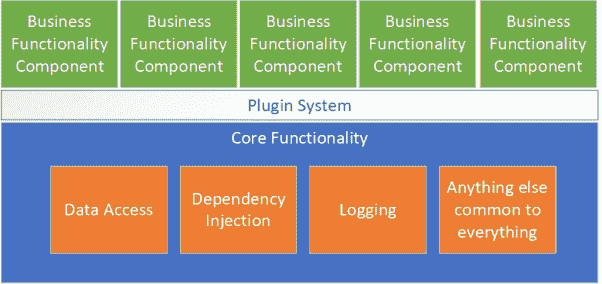 Business
Functionality
Component
Business
Functionality
Component
Business
Functionality
Component
Business
Functionality
Component
Business
Functionality
Component
Plugin System
Core Functionality
Data Access
Dependency
Injection
Logging
Anything else
common to
everything